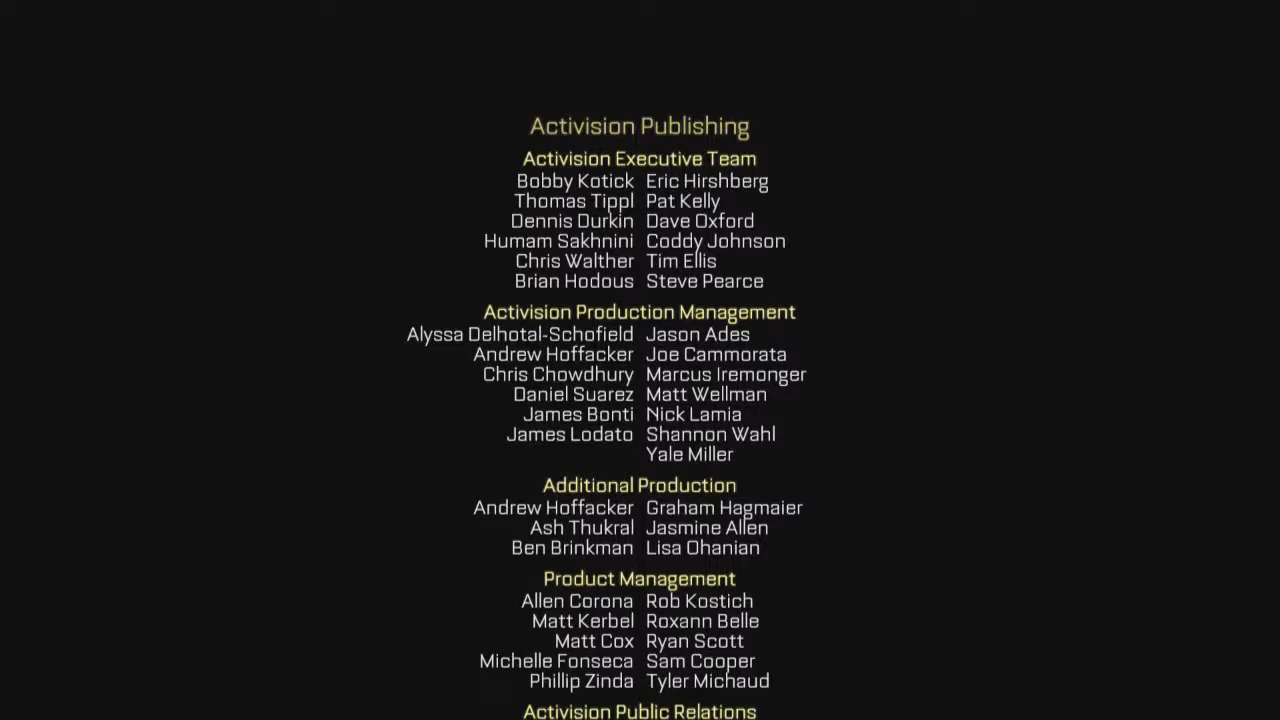 Activision Publishing
Activision Executive Team
Bobby Kotick Eric Hirshberg
Thomas Tippl Pat Kelly
Dennis Durkin Dave Oxford
Humam Sakhnini Coddy Johnson
Chris Walther Tim Ellis
Brian Hodous Steve Pearce
Activision Production Management
Alyssa Delhotal-Schofield Jason Ades
Andrew Hoffacker Joe Cammorata
Chris Chowdhury Marcus Iremonger
Daniel Suarez Matt Wellman
James Bonti Nick Lamia
James Lodato Shannon Wahl
Yale Miller
Additional Production
Andrew Hoffacker Graham Hagmaier
Ash Thukral Jasmine Allen
Ben Brinkman Lisa Ohanian
Product Management
Allen Corona Rob Kostich
Matt Kerbel Roxann Belle
Matt Cox Ryan Scott
Michelle Fonseca Sam Cooper
Phillip Zinda Tyler Michaud
Activision Public Relations